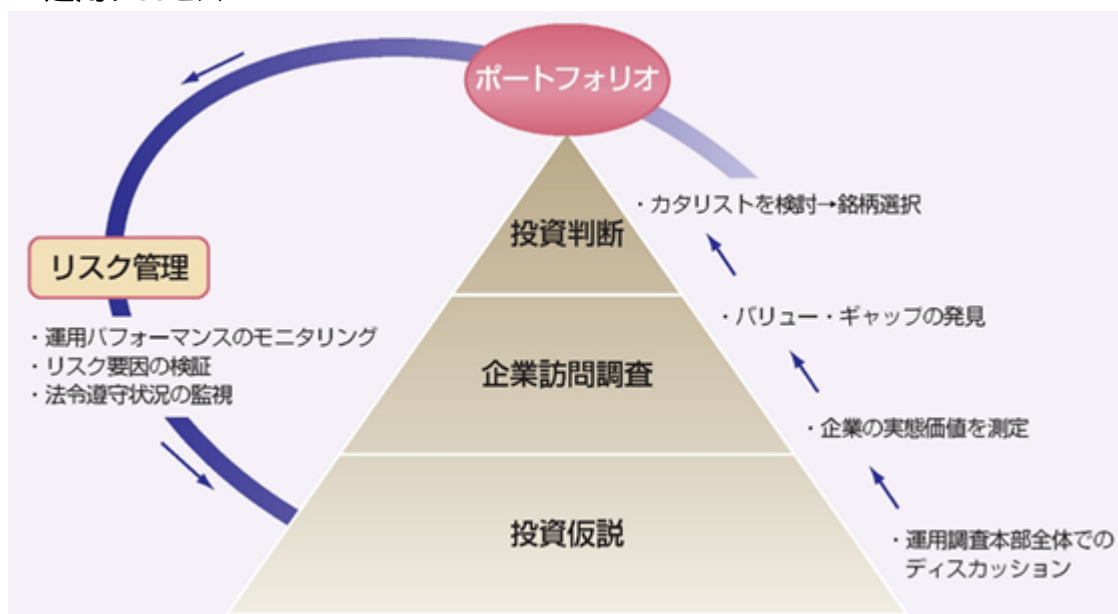 ポートフォリオ
・カタリストを検討→銘柄選択
投資判断
リスク管理
・バリュー・ギャップの発見
・運用パフォーマンスのモニタリング
・リスク要因の検証
・法令遵守状況の監視
企業訪問調査
・企業の実態価値を測定
投資仮説
・運用調査本部全体での
ディスカッション